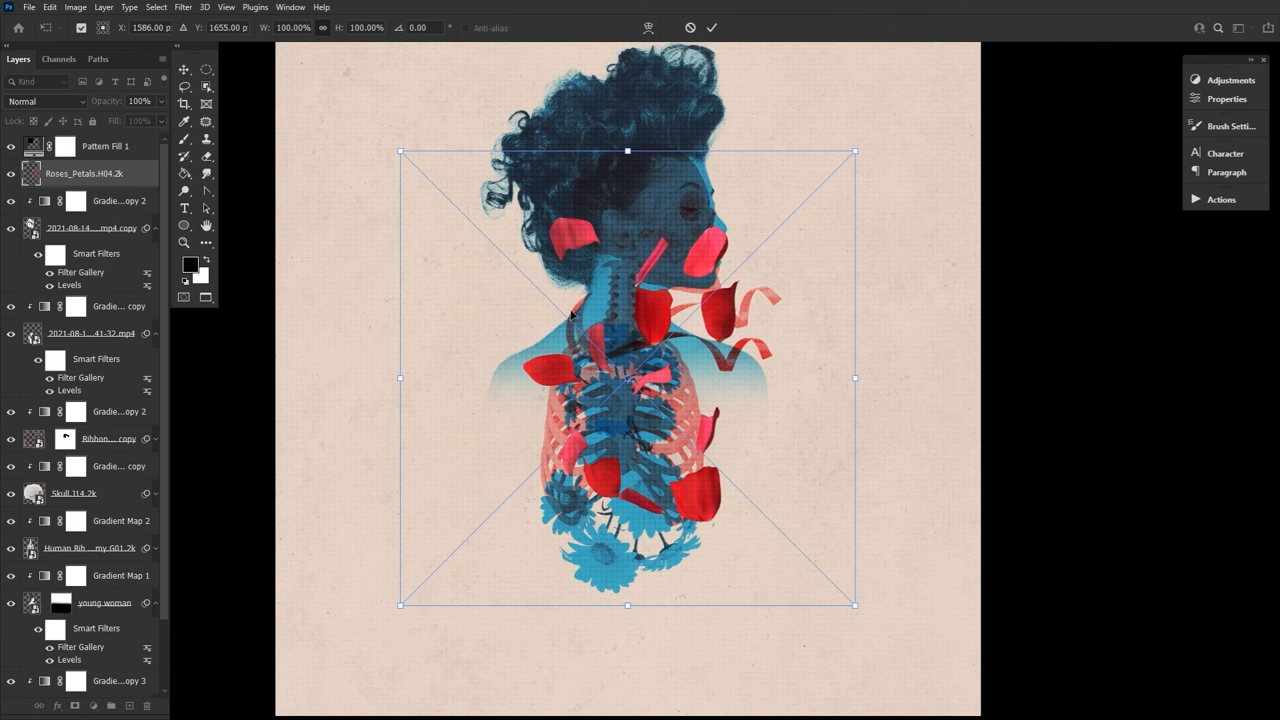 Ps File Edit Image Layer Type Select Filter 3D View Plugins Window Help
X: 1586.00 p Y: 1655.00 p W: 100.00% H: 100.00% 0.00 ° Anti-alias
Layers Channels Paths
Kind
Normal Opacity: 100%
Lock: Fill: 100%
Pattern Fill 1
Roses_Petals.H04.2k
Gradie...opy 2
2021-08-14....mp4 copy
Smart Filters
Filter Gallery
Levels
Gradie... copy
2021-08-1...41-32.mp4
Smart Filters
Filter Gallery
Levels
Gradie...opy 2
Ribbon.... copy
Gradie... copy
Skull.114.2k
Gradient Map 2
Human Rib ...my.G01.2k
Gradient Map 1
young woman
Smart Filters
Filter Gallery
Levels
Gradie...opy 3
Adjustments
Properties
Brush Setti...
Character
Paragraph
Actions